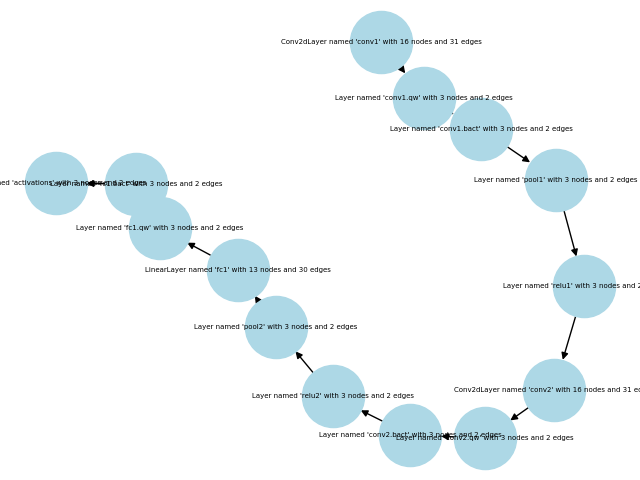 Conv2dLayer named 'conv1' with 16 nodes and 31 edges
Layer named 'conv1.qw' with 3 nodes and 2 edges
Layer named 'conv1.bact' with 3 nodes and 2 edges
Layer named 'pool1' with 3 nodes and 2 edges
Layer named 'relu1' with 3 nodes and 2
Conv2dLayer named 'conv2' with 16 nodes and 31 ed
Layer named 'conv2.qw' with 3 nodes and 2 edges
Layer named 'conv2.bact' with 3 nodes and 2 edges
Layer named 'relu2' with 3 nodes and 2 edges
Layer named 'pool2' with 3 nodes and 2 edges
LinearLayer named 'fc1' with 13 nodes and 30 edges
Layer named 'fc1.qw' with 3 nodes and 2 edges
Layer named 'fc1.bact' with 3 nodes and 2 edges
ed 'activations' with 3 nodes and 2 edges